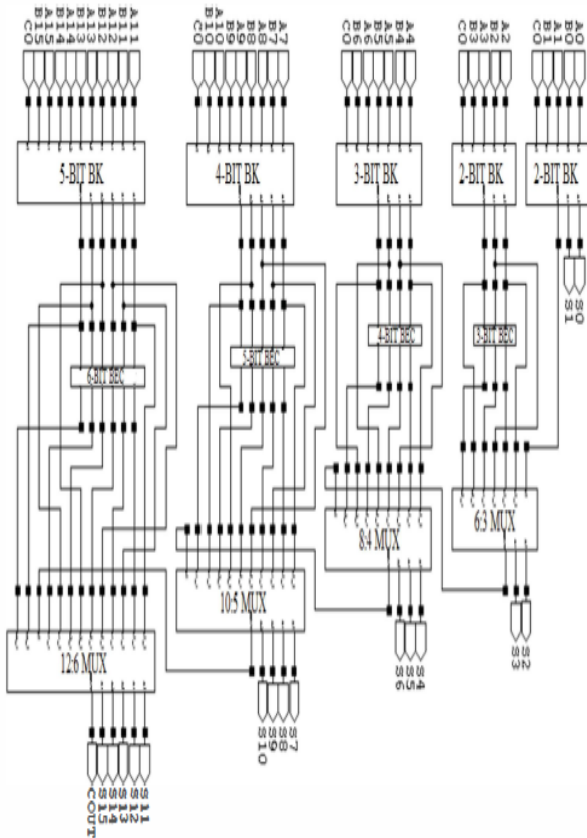 C0 B15 A15 B14 A14 B13 A13 B12 A12 B11 A11
C0 B10 A10 B9 A9 B8 A8 B7 A7
C0 B6 A6 B5 A5 B4 A4
C0 B3 A3 B2 A2
C0 B1 A1 B0 A0
5-BIT BK
4-BIT BK
3-BIT BK
2-BIT BK
2-BIT BK
S1 S0
6-BIT BEC
5-BIT BEC
4-BIT BEC
3-BIT BEC
12:6 MUX
10:5 MUX
8:4 MUX
6:3 MUX
COUT S15 S14 S13 S12 S11
S10 S9 S8 S7
S6 S5 S4
S3 S2